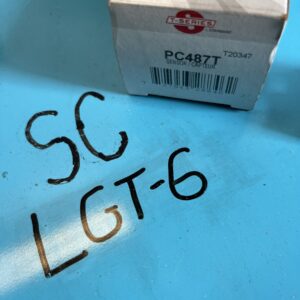 T-SERIES
PC487T
T20347
SC
LGT-6